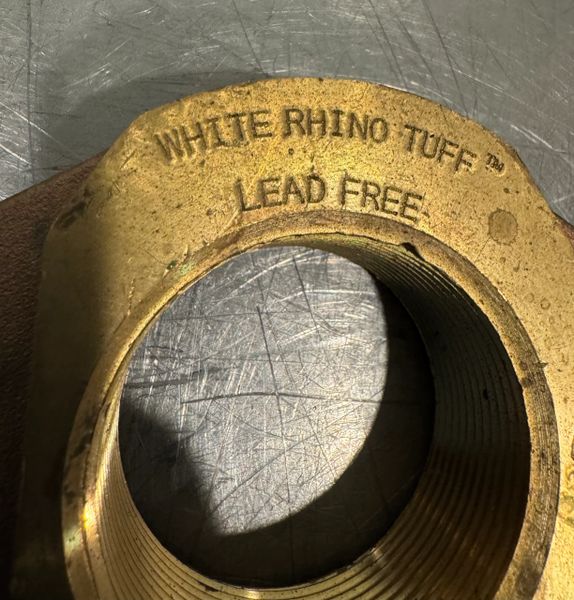 WHITE RHINO TUFF™
LEAD FREE